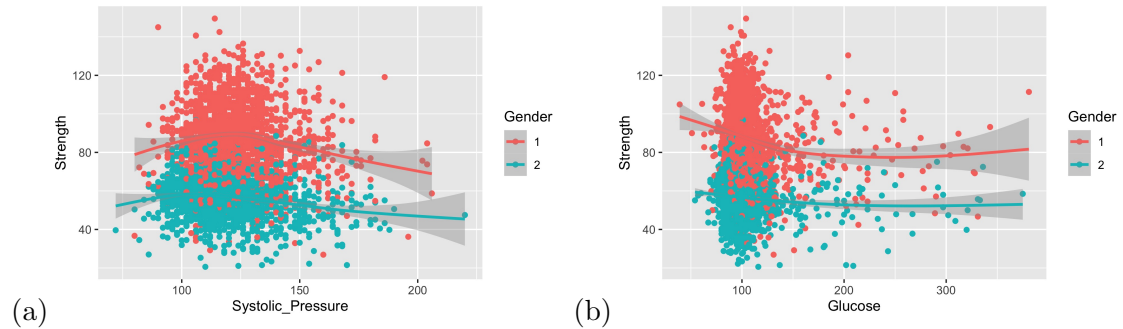 120
80
40
Strength
100
150
200
Systolic_Pressure
Gender
1
2
(a)
120
80
40
Strength
100
200
300
Glucose
Gender
1
2
(b)